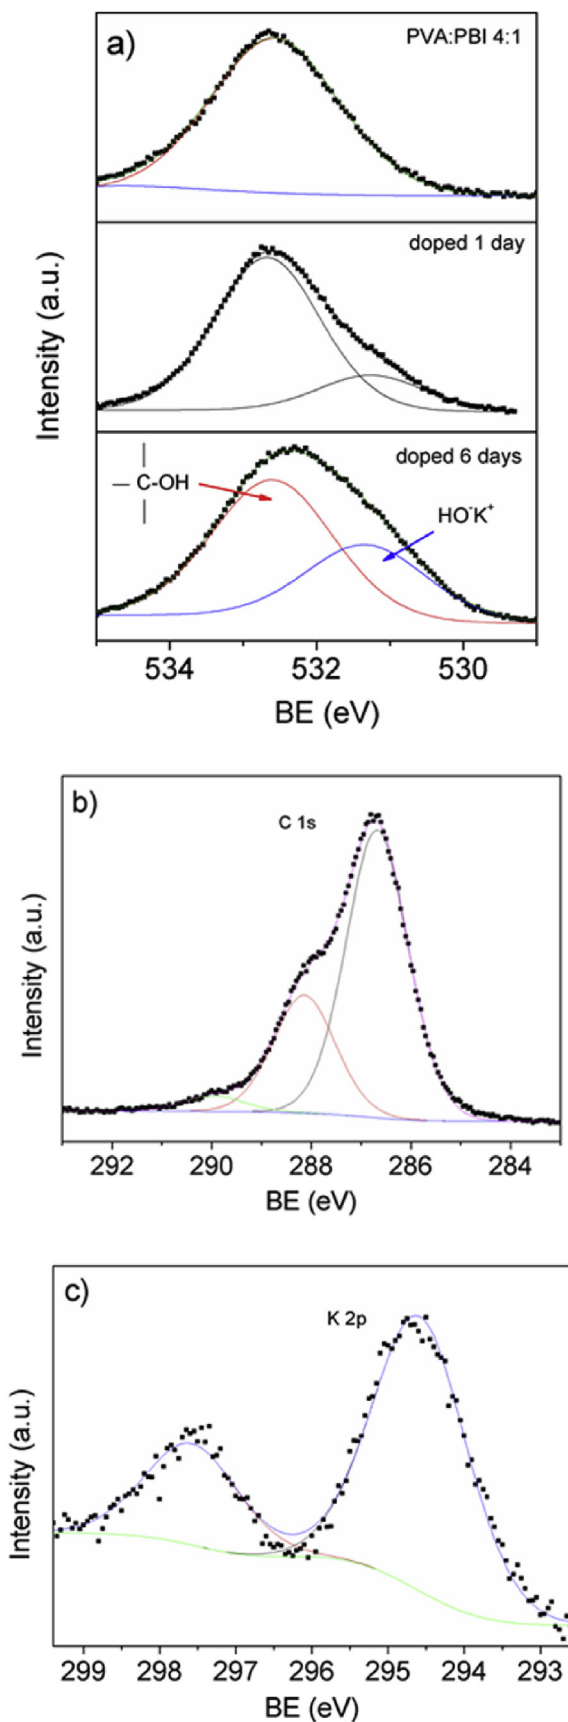 a)
PVA:PBI 4:1
doped 1 day
doped 6 days
C-OH
HO⁻K⁺
Intensity (a.u.)
534 532 530
BE (eV)
b)
C 1s
Intensity (a.u.)
292 290 288 286 284
BE (eV)
c)
K 2p
Intensity (a.u.)
299 298 297 296 295 294 293
BE (eV)